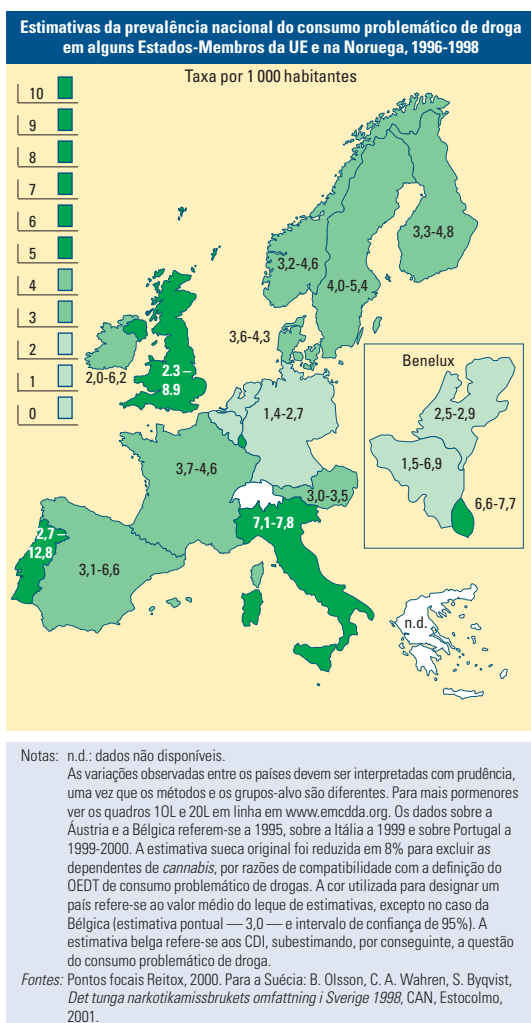 Estimativas da prevalência nacional do consumo problemático de droga
em alguns Estados-Membros da UE e na Noruega, 1996-1998
Taxa por 1 000 habitantes
10
9
8
7
6
5
4
3
2
1
0
3,3-4,8
3,2-4,6
4,0-5,4
3,6-4,3
2,0-6,2
2.3 –
8.9
Benelux
1,4-2,7
2,5-2,9
1,5-6,9
6,6-7,7
3,7-4,6
3,0-3,5
7,1-7,8
2,7 –
12,8
3,1-6,6
n.d.
Notas: n.d.: dados não disponíveis.
As variações observadas entre os países devem ser interpretadas com prudência,
uma vez que os métodos e os grupos-alvo são diferentes. Para mais pormenores
ver os quadros 1OL e 20L em linha em www.emcdda.org. Os dados sobre a
Áustria e a Bélgica referem-se a 1995, sobre a Itália a 1999 e sobre Portugal a
1999-2000. A estimativa sueca original foi reduzida em 8% para excluir as
dependentes de cannabis, por razões de compatibilidade com a definição do
OEDT de consumo problemático de drogas. A cor utilizada para designar um
país refere-se ao valor médio do leque de estimativas, excepto no caso da
Bélgica (estimativa pontual — 3,0 — e intervalo de confiança de 95%). A
estimativa belga refere-se aos CDI, subestimando, por conseguinte, a questão
do consumo problemático de droga.
Fontes: Pontos focais Reitox, 2000. Para a Suécia: B. Olsson, C. A. Wahren, S. Byqvist,
Det tunga narkotikamissbrukets omfattning i Sverige 1998, CAN, Estocolmo,
2001.